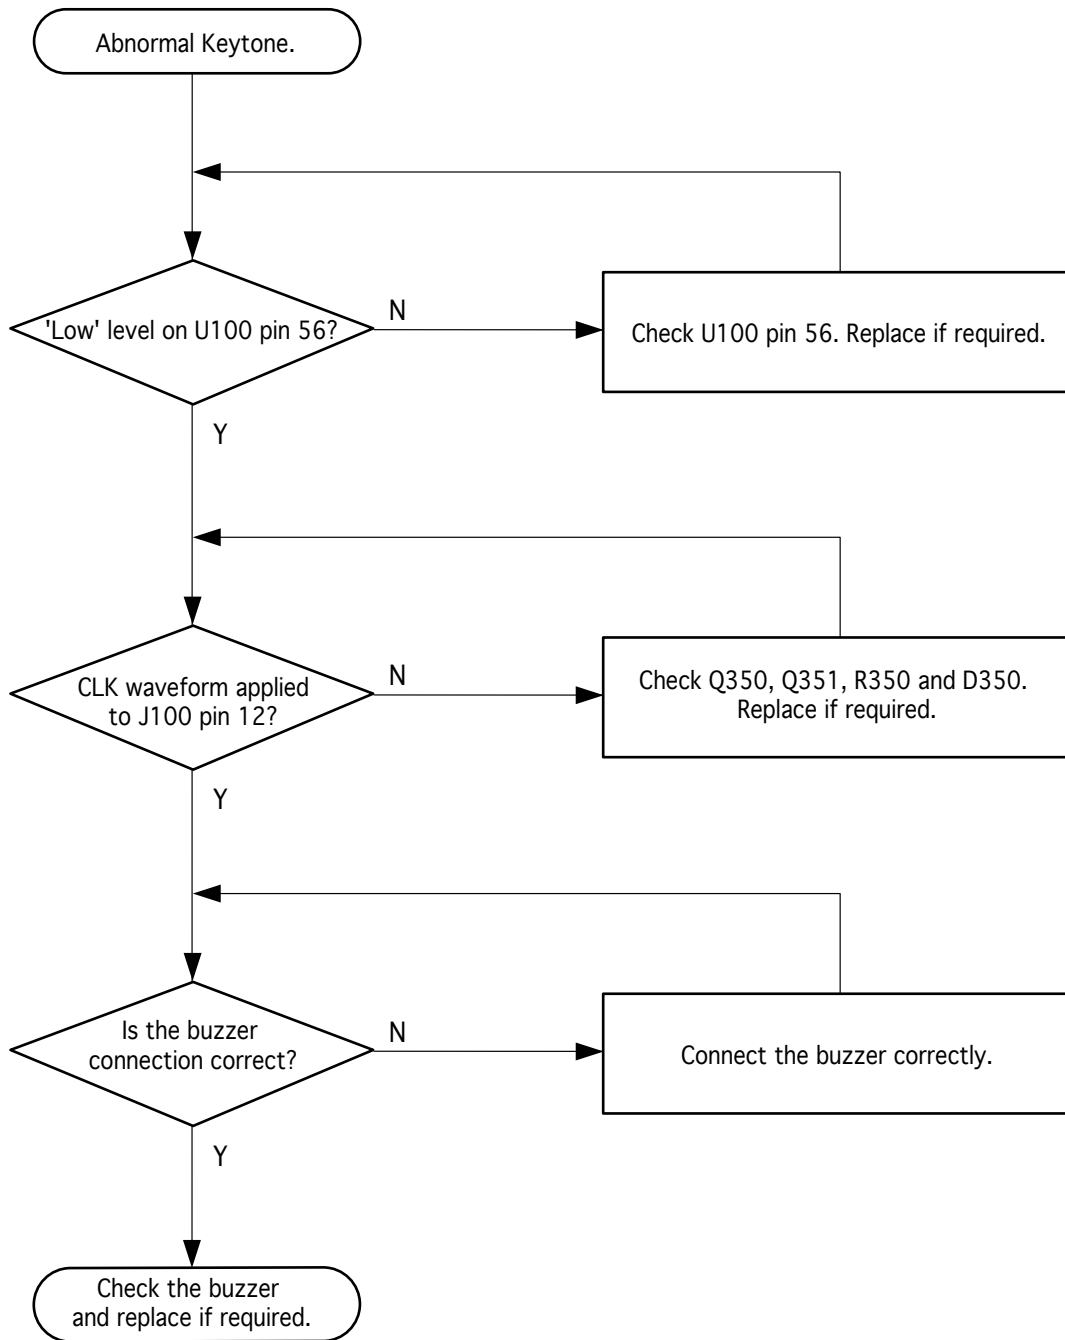 Abnormal Keytone.
'Low' level on U100 pin 56?
N
Check U100 pin 56. Replace if required.
Y
CLK waveform applied
to J100 pin 12?
N
Check Q350, Q351, R350 and D350.
Replace if required.
Y
Is the buzzer
connection correct?
N
Connect the buzzer correctly.
Y
Check the buzzer
and replace if required.